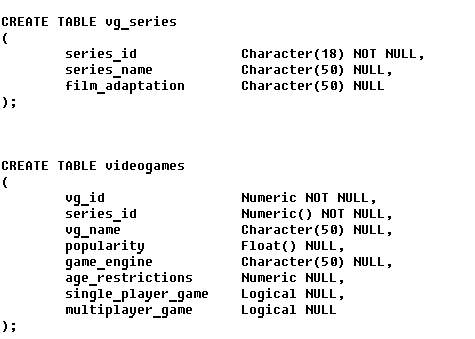 CREATE TABLE vg_series
(
series_id Character(18) NOT NULL,
series_name Character(50) NULL,
film_adaptation Character(50) NULL
);
CREATE TABLE videogames
(
vg_id Numeric NOT NULL,
series_id Numeric() NOT NULL,
vg_name Character(50) NULL,
popularity Float() NULL,
game_engine Character(50) NULL,
age_restrictions Numeric NULL,
single_player_game Logical NULL,
multiplayer_game Logical NULL
);